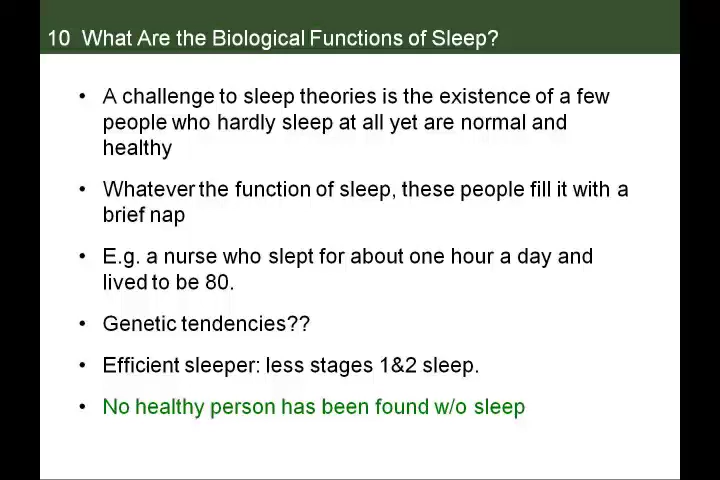 10 What Are the Biological Functions of Sleep?
• A challenge to sleep theories is the existence of a few
people who hardly sleep at all yet are normal and
healthy
• Whatever the function of sleep, these people fill it with a
brief nap
• E.g. a nurse who slept for about one hour a day and
lived to be 80.
• Genetic tendencies??
• Efficient sleeper: less stages 1&2 sleep.
• No healthy person has been found w/o sleep